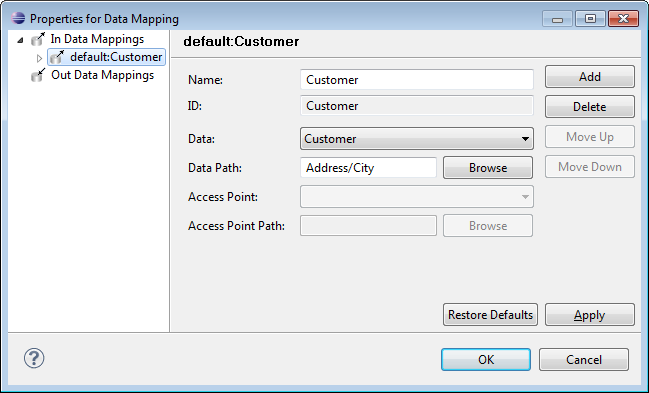 Properties for Data Mapping
In Data Mappings
default:Customer
Out Data Mappings
default:Customer
Name: Customer Add
ID: Customer Delete
Data: Customer Move Up
Data Path: Address/City Browse Move Down
Access Point:
Access Point Path: Browse
Restore Defaults Apply
? OK Cancel